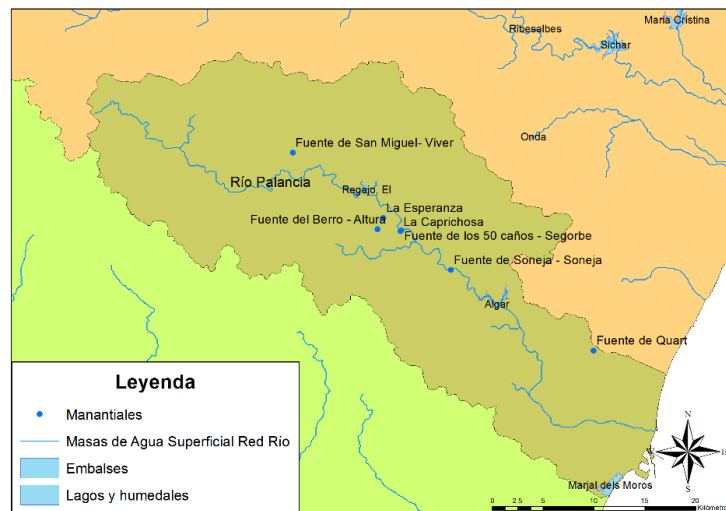 Ribesalbes
María Cristina
Sichar
Onda
Fuente de San Miguel- Viver
Río Palancia
Regajo, El
La Esperanza
Fuente del Berro - Altura
La Caprichosa
Fuente de los 50 caños - Segorbe
Fuente de Soneja - Soneja
Algar
Fuente de Quart
Marjal dels Moros
Leyenda
Manantiales
Masas de Agua Superficial Red Río
Embalses
Lagos y humedales
N
S
0 2.5 5 10 15 20